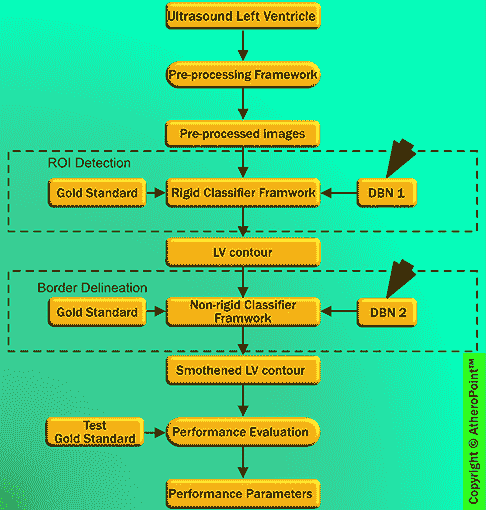 Ultrasound Left Ventricle
Pre-processing Framework
Pre-processed images
ROI Detection
Gold Standard
Rigid Classifier Framwork
DBN 1
LV contour
Border Delineation
Gold Standard
Non-rigid Classifier
Framwork
DBN 2
Smothened LV contour
Test
Gold Standard
Performance Evaluation
Performance Parameters
Copyright © AtheroPoint™